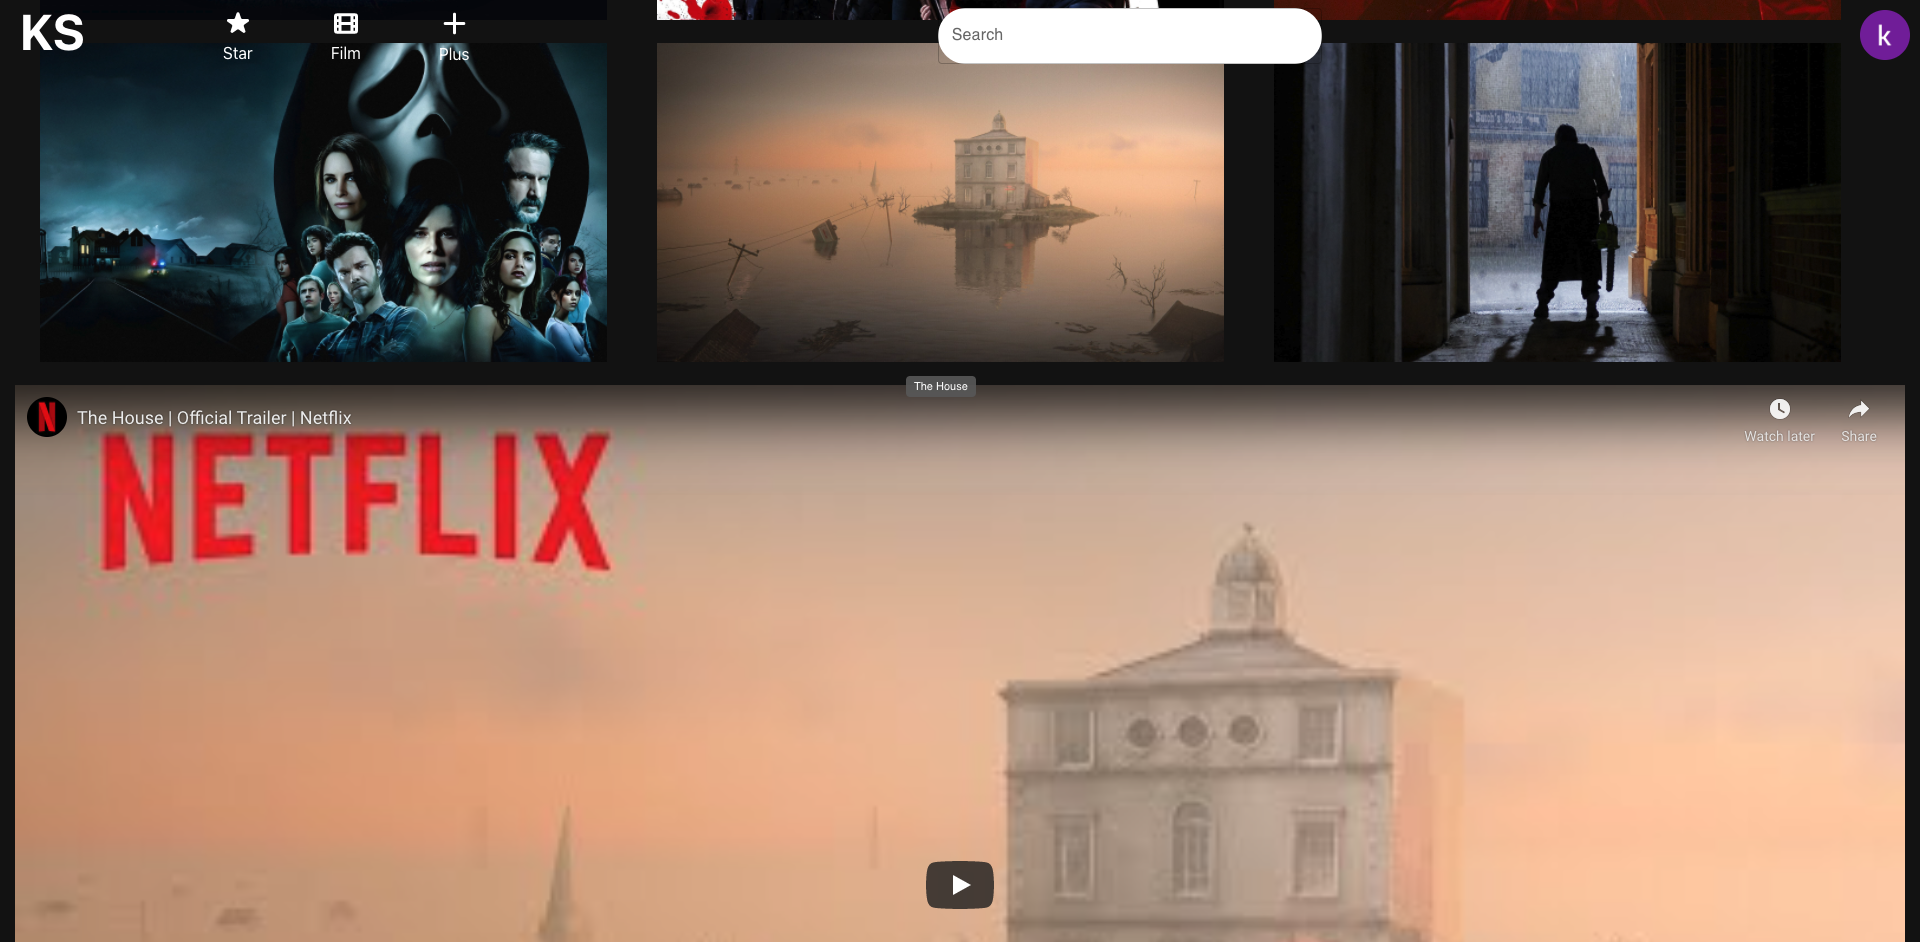 KS
Star
Film
Plus
Search
k
The House
The House | Official Trailer | Netflix
Watch later
Share
NETFLIX